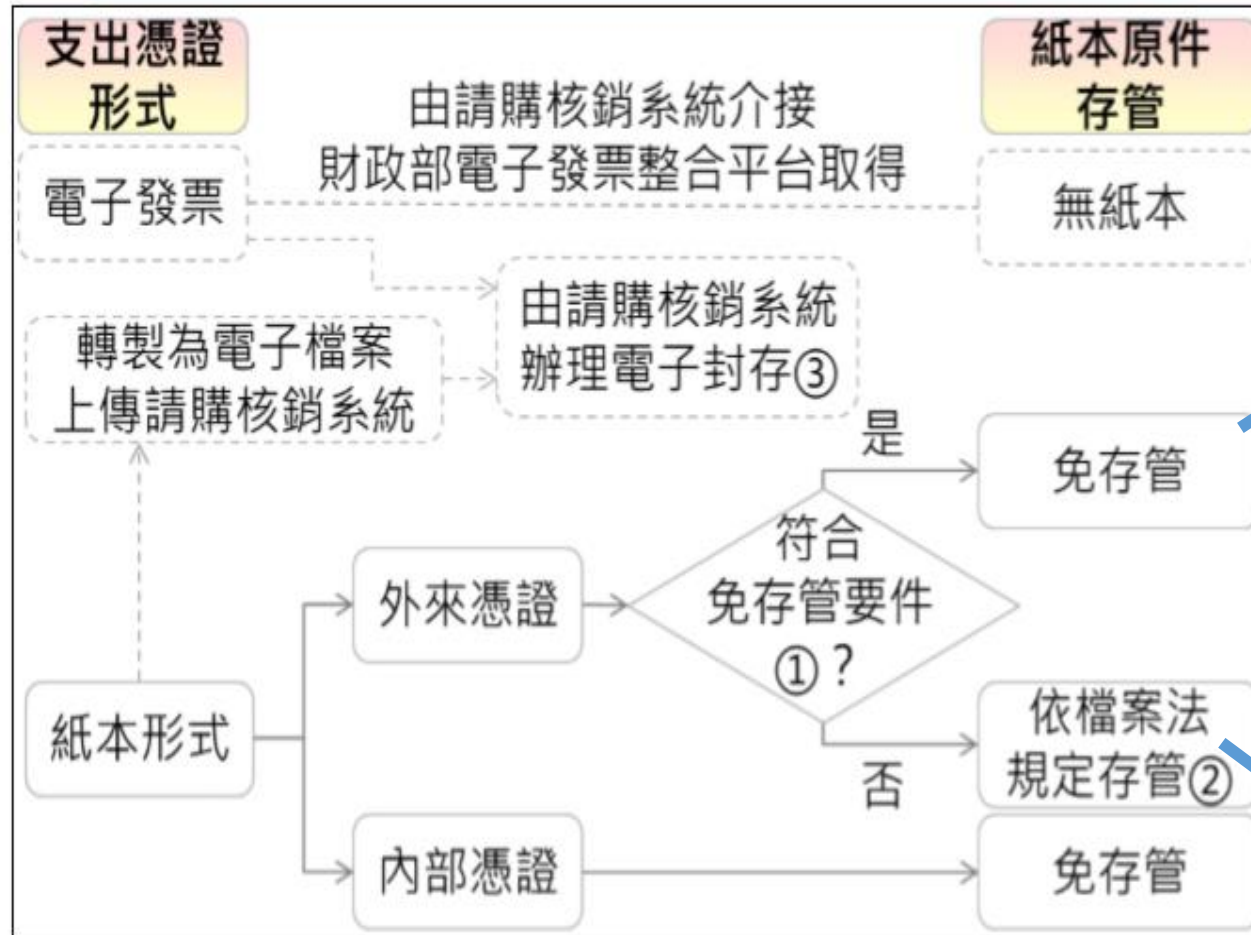 支出憑證
形式
紙本原件
存管
由請購核銷系統介接
財政部電子發票整合平台取得
電子發票
無紙本
由請購核銷系統
辦理電子封存③
轉製為電子檔案
上傳請購核銷系統
是
免存管
符合
免存管要件
①？
外來憑證
紙本形式
依檔案法
規定存管②
否
內部憑證
免存管